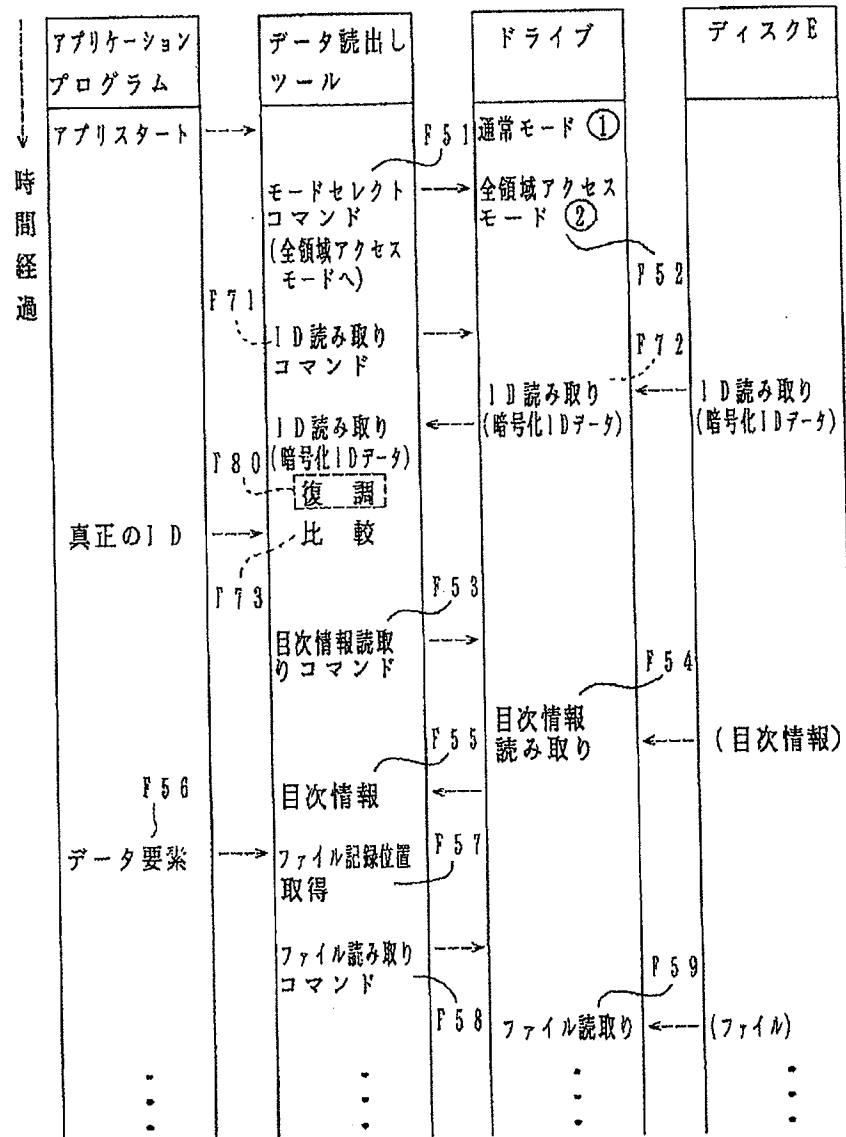 アプリケーション
プログラム
データ読出し
ツール
ドライブ
ディスクE
時間経過
アプリスタート
F51
通常モード ①
モードセレクト
コマンド
(全領域アクセス
モードへ)
全領域アクセス
モード ②
F52
F71
ID読み取り
コマンド
F72
ID読み取り
(暗号化IDデータ)
ID読み取り
(暗号化IDデータ)
ID読み取り
(暗号化IDデータ)
F80
復調
真正のID
比較
F73
F53
目次情報読取
りコマンド
F54
目次情報
読み取り
(目次情報)
F55
目次情報
F56
データ要素
ファイル記録位置
取得
F57
ファイル読み取り
コマンド
F58
F59
ファイル読取り
(ファイル)